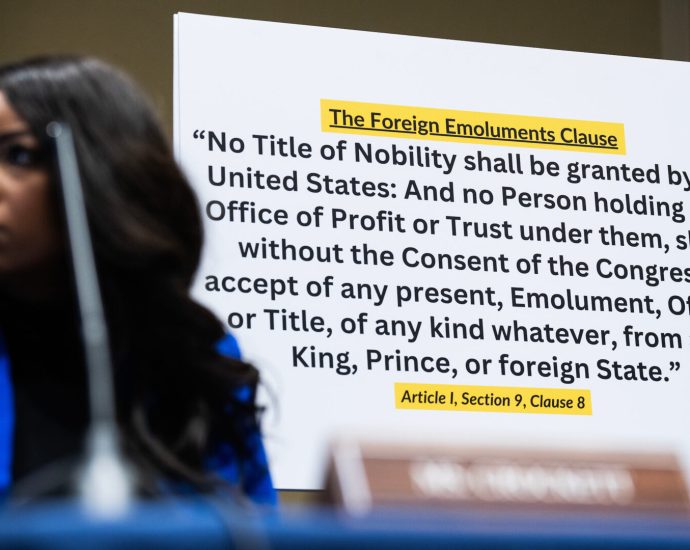 The Foreign Emoluments Clause
“No Title of Nobility shall be granted by
United States: And no Person holding
Office of Profit or Trust under them, s
without the Consent of the Congres
accept of any present, Emolument, O
or Title, of any kind whatever, from
King, Prince, or foreign State.”
Article I, Section 9, Clause 8